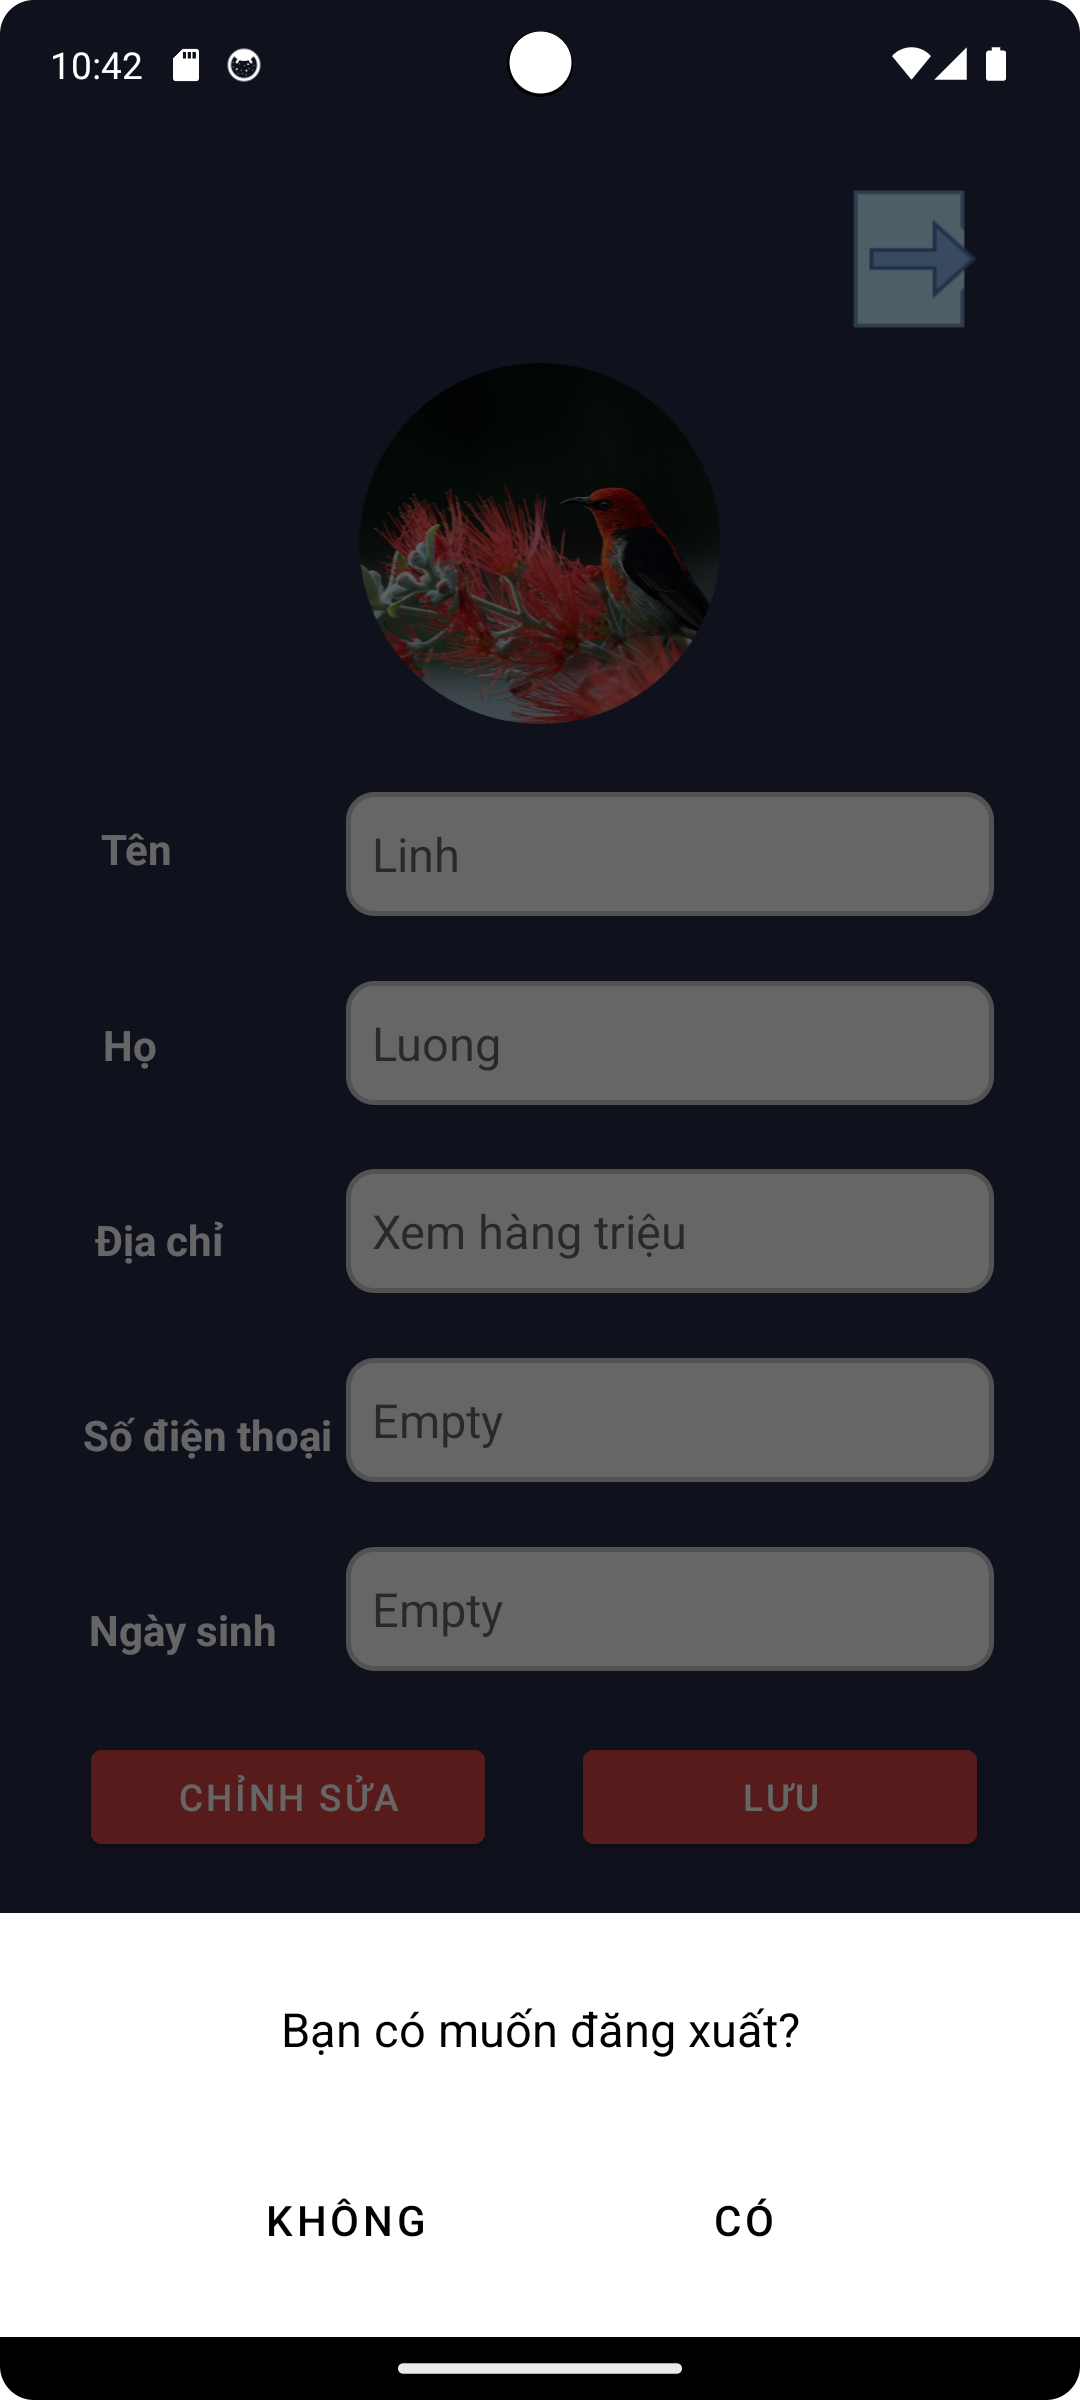 10:42
Tên
Linh
Họ
Luong
Địa chỉ
Xem hàng triệu
Số điện thoại
Empty
Ngày sinh
Empty
CHỈNH SỬA
LƯU
Bạn có muốn đăng xuất?
KHÔNG
CÓ